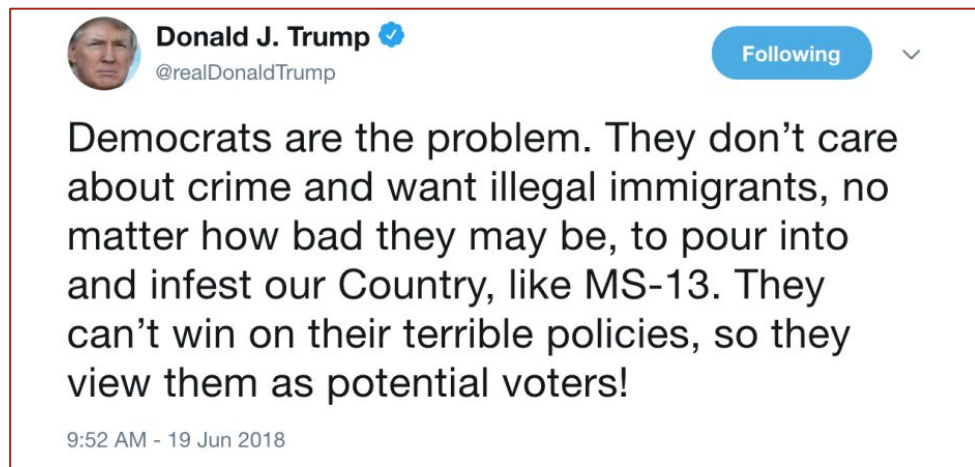 Donald J. Trump
@realDonaldTrump
Following
Democrats are the problem. They don’t care
about crime and want illegal immigrants, no
matter how bad they may be, to pour into
and infest our Country, like MS-13. They
can’t win on their terrible policies, so they
view them as potential voters!
9:52 AM - 19 Jun 2018